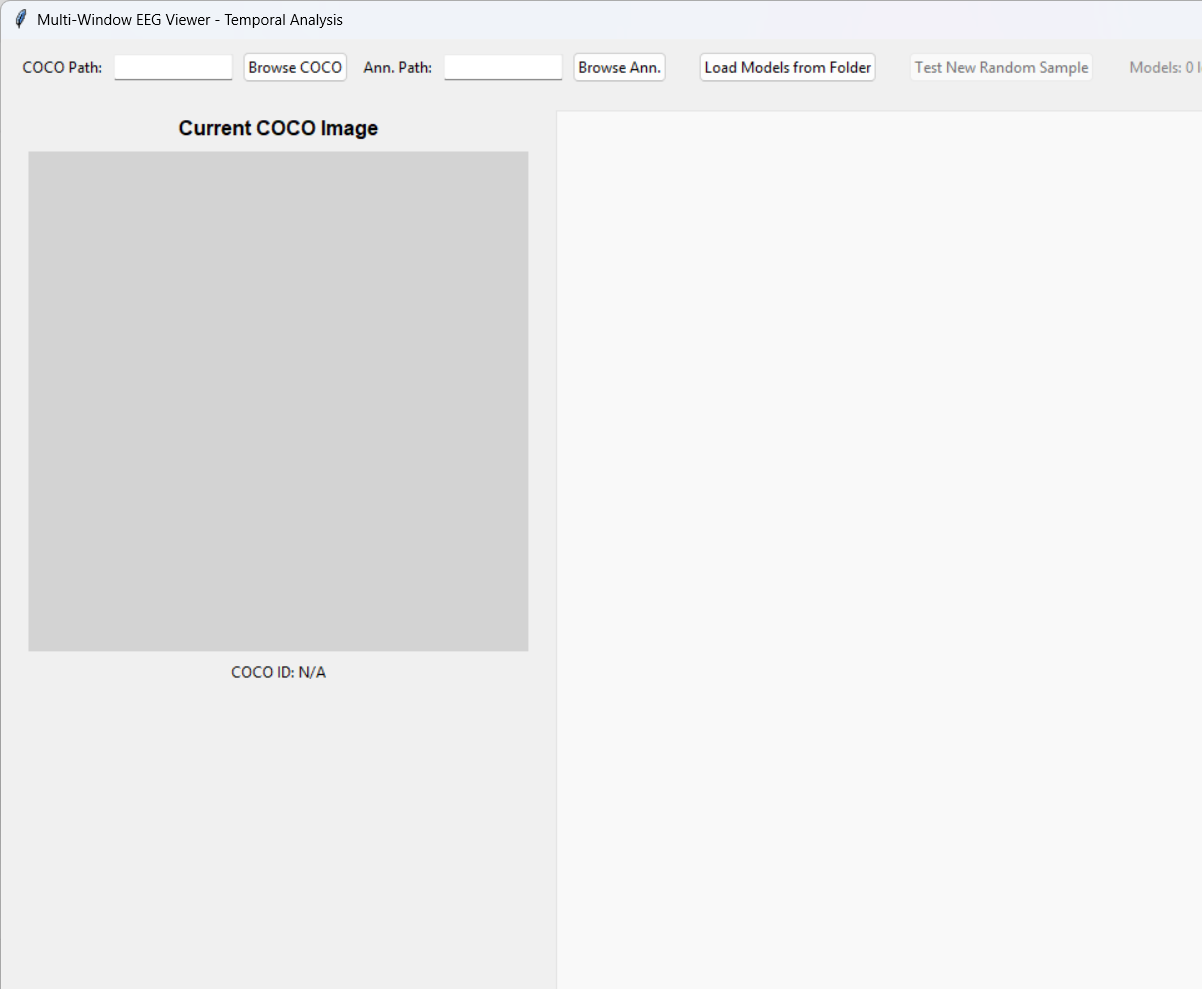 Multi-Window EEG Viewer - Temporal Analysis
COCO Path: Browse COCO Ann. Path: Browse Ann. Load Models from Folder Test New Random Sample Models: 0
Current COCO Image
COCO ID: N/A